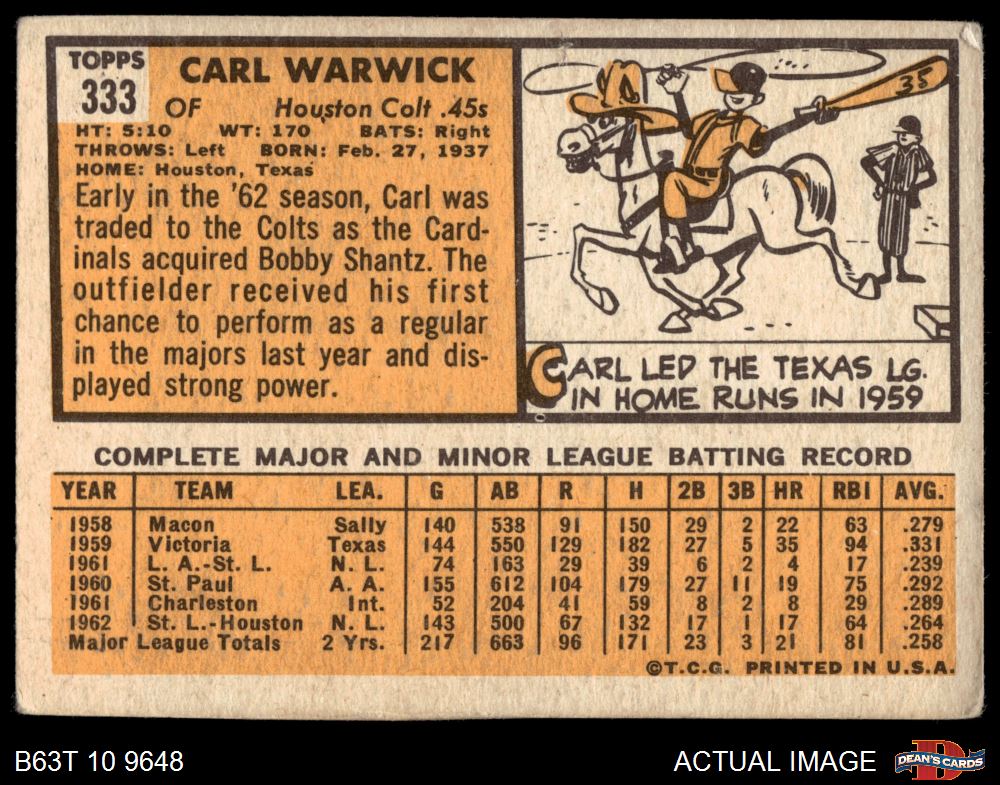 TOPPS
333
CARL WARWICK
OF Houston Colt .45s
HT: 5:10 WT: 170 BATS: Right
THROWS: Left BORN: Feb. 27, 1937
HOME: Houston, Texas
Early in the '62 season, Carl was
traded to the Colts as the Card-
inals acquired Bobby Shantz. The
outfielder received his first
chance to perform as a regular
in the majors last year and dis-
played strong power.
35
CARL LED THE TEXAS LG.
IN HOME RUNS IN 1959
COMPLETE MAJOR AND MINOR LEAGUE BATTING RECORD
YEAR TEAM LEA. G AB R H 2B 3B HR RBI AVG.
1958 Macon Sally 140 538 91 150 29 2 22 63 .279
1959 Victoria Texas 144 550 129 182 27 5 35 94 .331
1961 L. A.-St. L. N. L. 74 163 29 39 6 2 4 17 .239
1960 St. Paul A. A. 155 612 104 179 27 11 19 75 .292
1961 Charleston Int. 52 204 41 59 8 2 8 29 .289
1962 St. L.-Houston N. L. 143 500 67 132 17 1 17 64 .264
Major League Totals 2 Yrs. 217 663 96 171 23 3 21 81 .258
©T.C.G. PRINTED IN U.S.A.
B63T 10 9648
ACTUAL IMAGE
DEAN'S CARDS